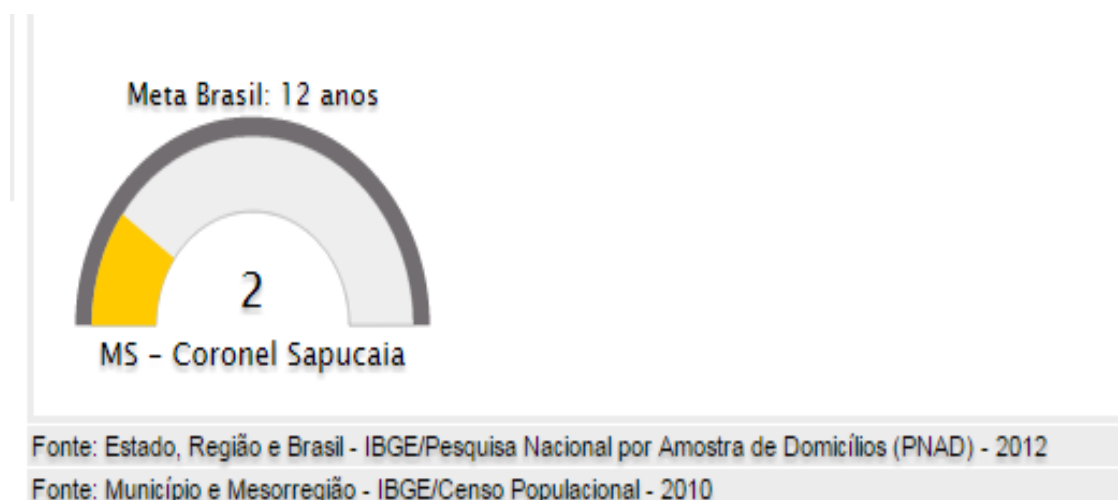 Meta Brasil: 12 anos
2
MS – Coronel Sapucaia
Fonte: Estado, Região e Brasil - IBGE/Pesquisa Nacional por Amostra de Domicílios (PNAD) - 2012
Fonte: Município e Mesorregião - IBGE/Censo Populacional - 2010